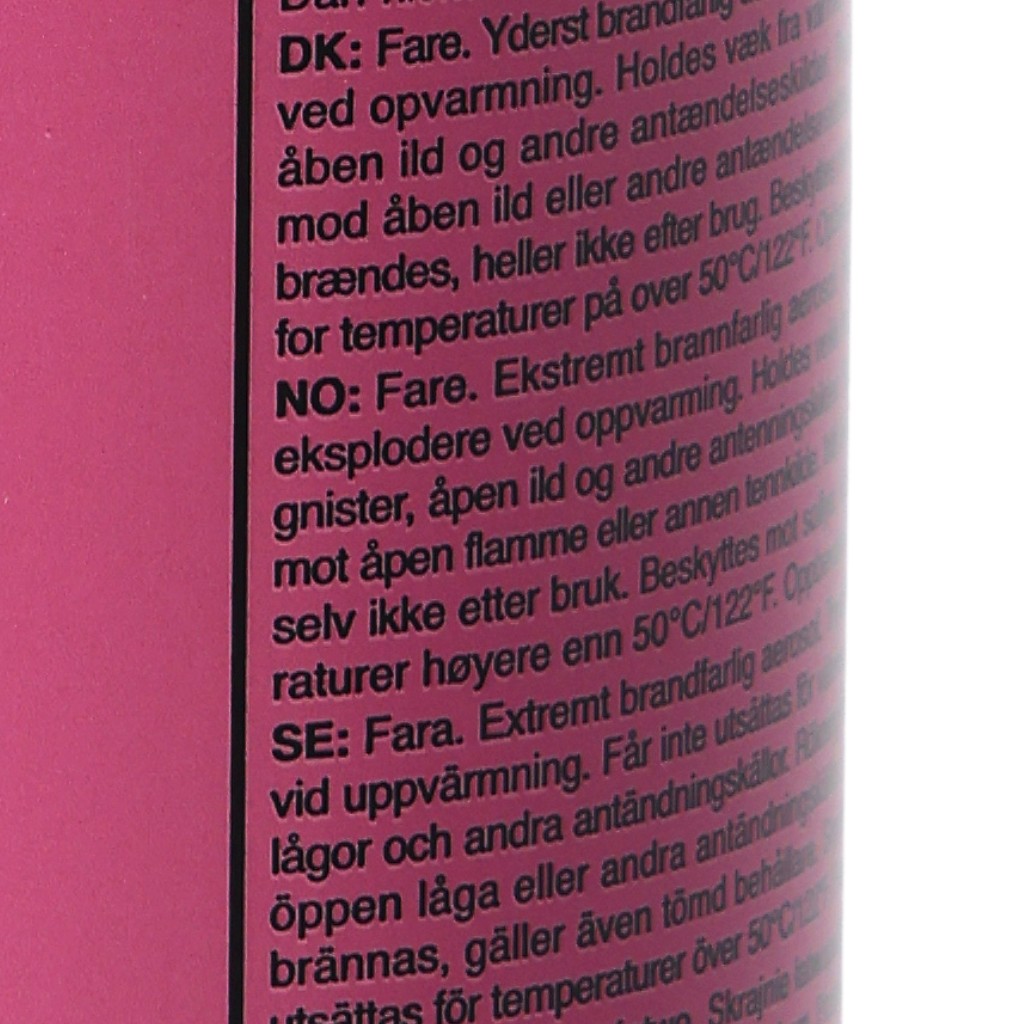 DK: Fare. Yderst brandfarlig
ved opvarmning. Holdes væk fra
åben ild og andre antændelseskilder.
mod åben ild eller andre
brændes, heller ikke efter brug.
for temperaturer på over 50°C/122°F.
NO: Fare. Ekstremt brannfarlig
eksplodere ved oppvarming. Holdes
gnister, åpen ild og andre
mot åpen flamme eller annen tennkilde.
selv ikke etter bruk. Beskyttes mot
raturer høyere enn 50°C/122°F.
SE: Fara. Extremt brandfarlig aerosol.
vid uppvärmning. Får inte utsättas för
lågor och andra antändningskällor.
öppen låga eller andra
brännas, gäller även tömd behållare.
utsättas för temperaturer över
Skrajnie